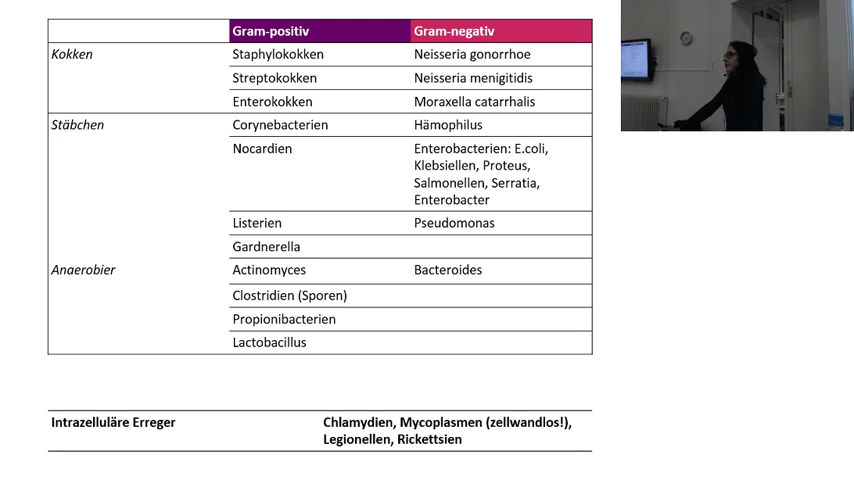 Gram-positiv Gram-negativ
Kokken Staphylokokken Neisseria gonorrhoe
Streptokokken Neisseria menigitidis
Enterokokken Moraxella catarrhalis
Stäbchen Corynebacterien Hämophilus
Nocardien Enterobacterien: E.coli,
Klebsiellen, Proteus,
Salmonellen, Serratia,
Enterobacter
Listerien Pseudomonas
Gardnerella
Anaerobier Actinomyces Bacteroides
Clostridien (Sporen)
Propionibacterien
Lactobacillus
Intrazelluläre Erreger Chlamydien, Mycoplasmen (zellwandlos!),
Legionellen, Rickettsien